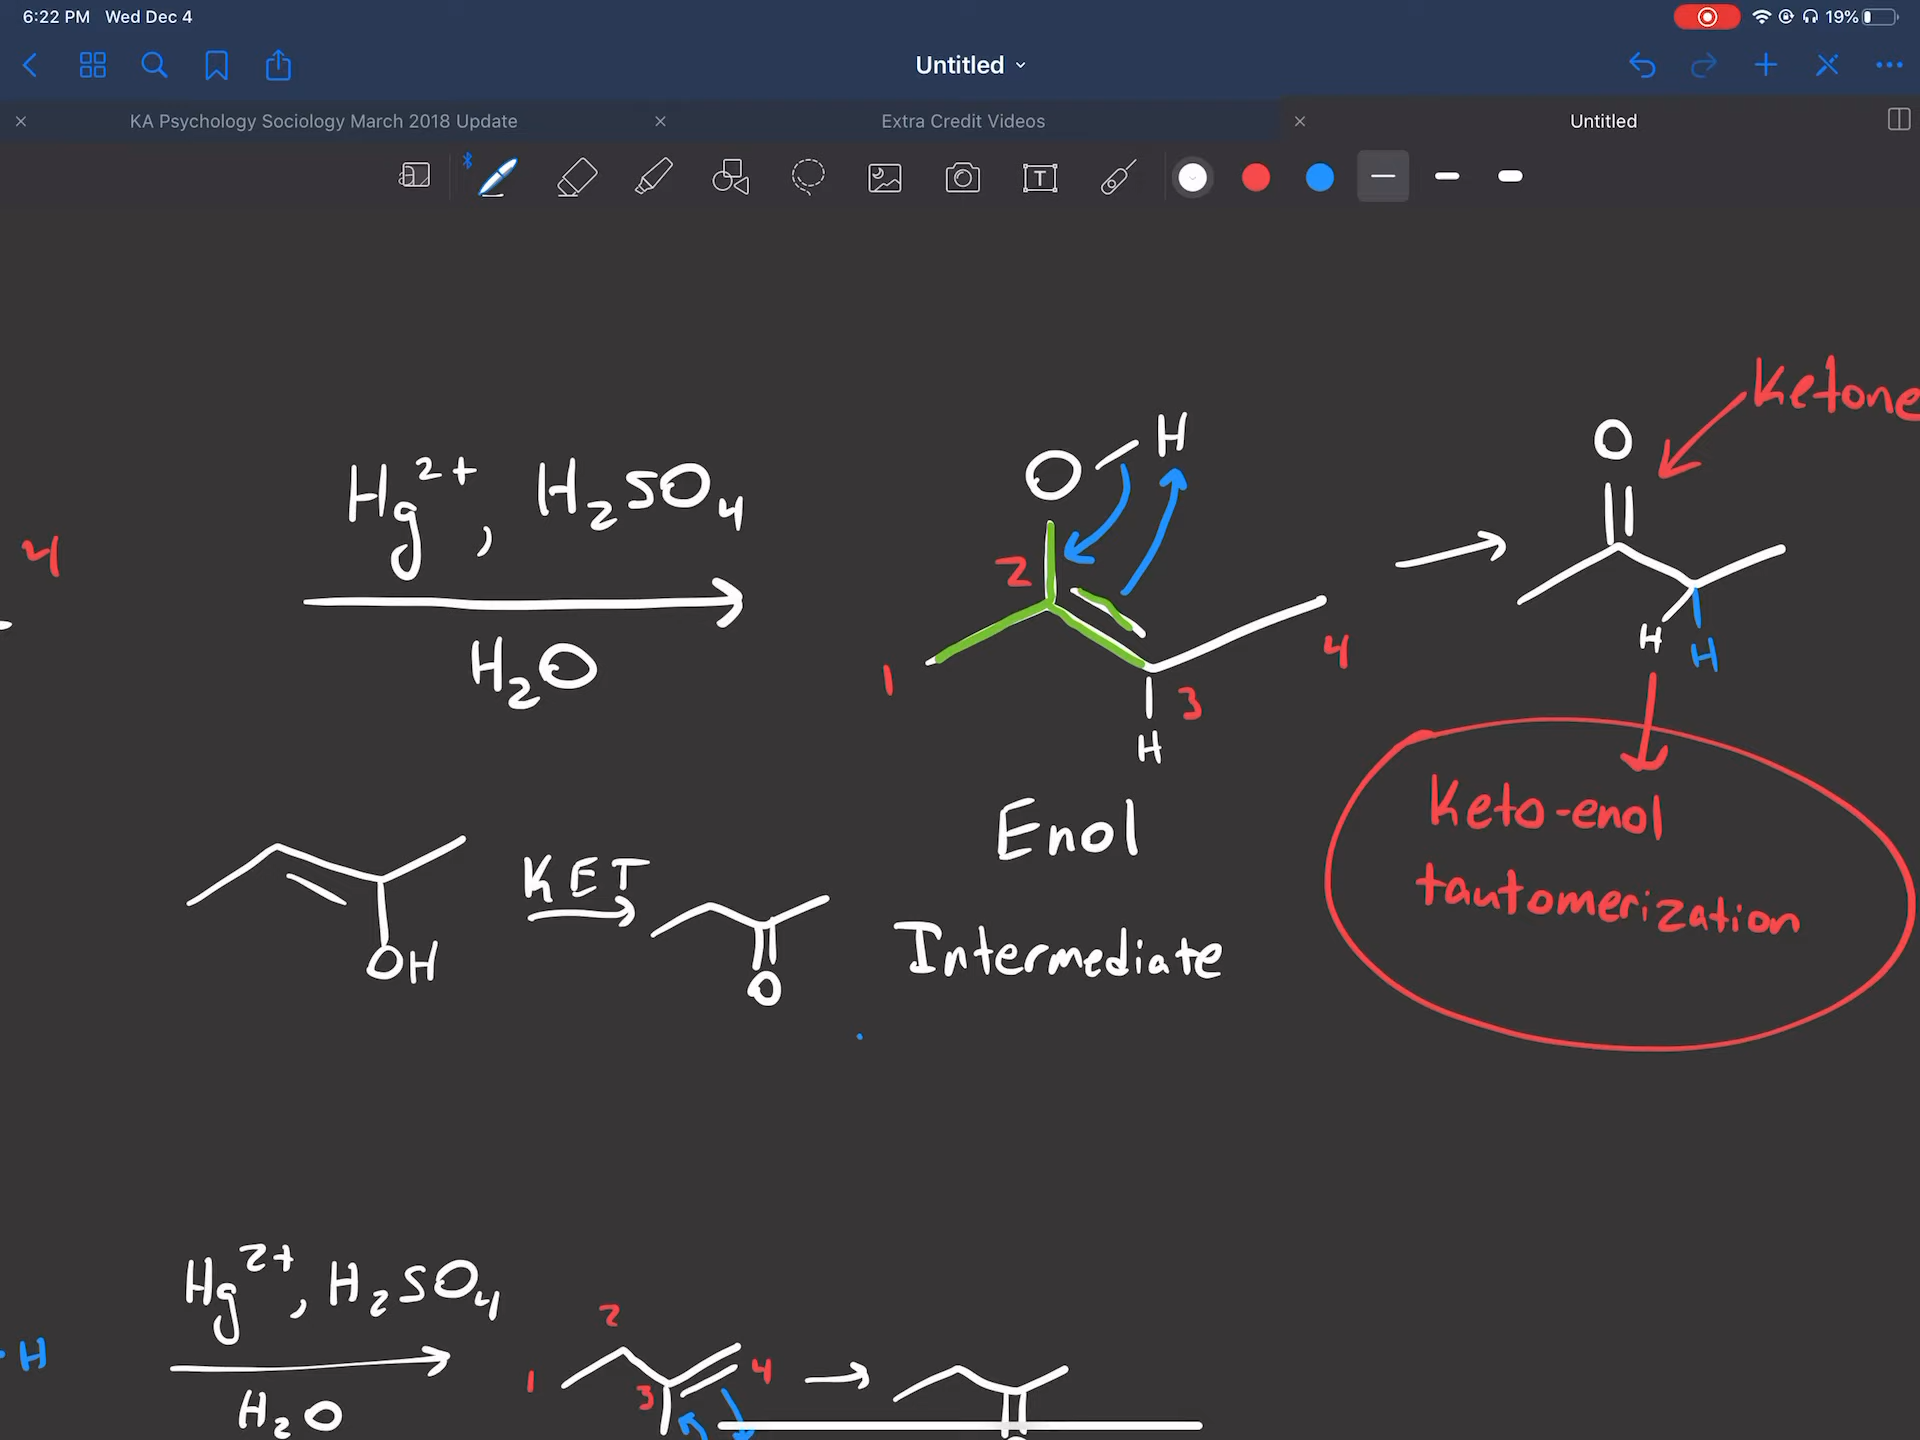 6:22 PM Wed Dec 4
19%
Untitled
KA Psychology Sociology March 2018 Update
Extra Credit Videos
Untitled
T
Ketone
4
Hg²⁺, H₂SO₄
H₂O
O H
2
1
3
4
H
O
H H
Enol
Intermediate
Keto-enol
tautomerization
OH
KET
O
Hg²⁺, H₂SO₄
H₂O
H
2
1
3
4